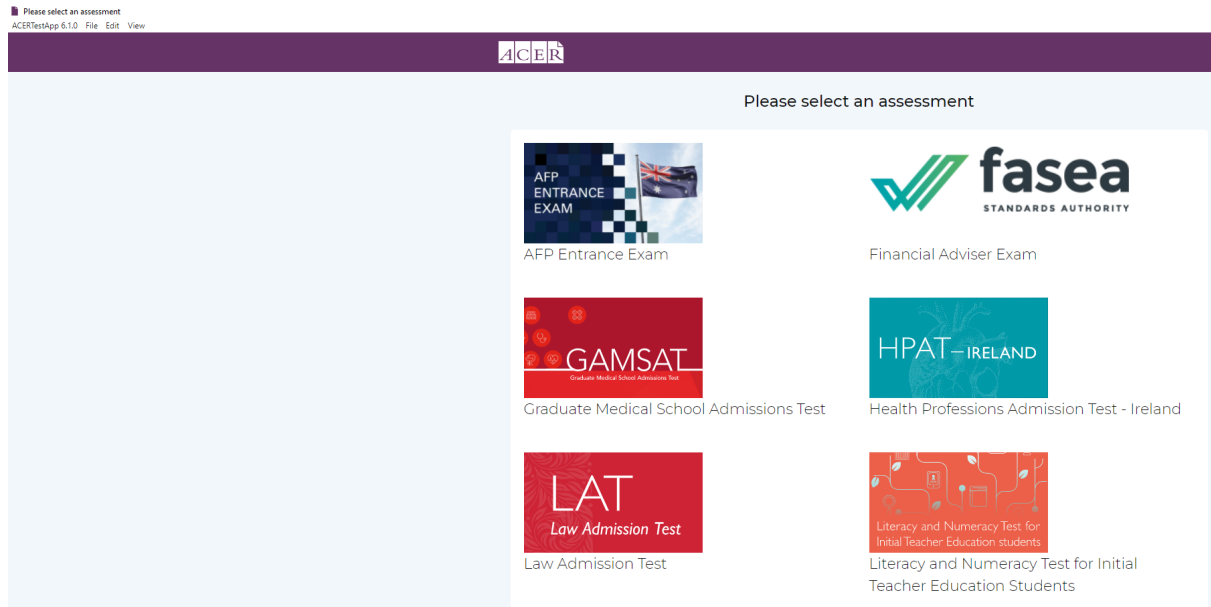 Please select an assessment
ACERTestApp 6.1.0 File Edit View
ACER
Please select an assessment
AFP
ENTRANCE
EXAM
fasea
STANDARDS AUTHORITY
AFP Entrance Exam
Financial Adviser Exam
GAMSAT
Graduate Medical School Admissions Test
HPAT–IRELAND
Graduate Medical School Admissions Test
Health Professions Admission Test - Ireland
LAT
Law Admission Test
Literacy and Numeracy Test for
Initial Teacher Education students
Law Admission Test
Literacy and Numeracy Test for Initial
Teacher Education Students